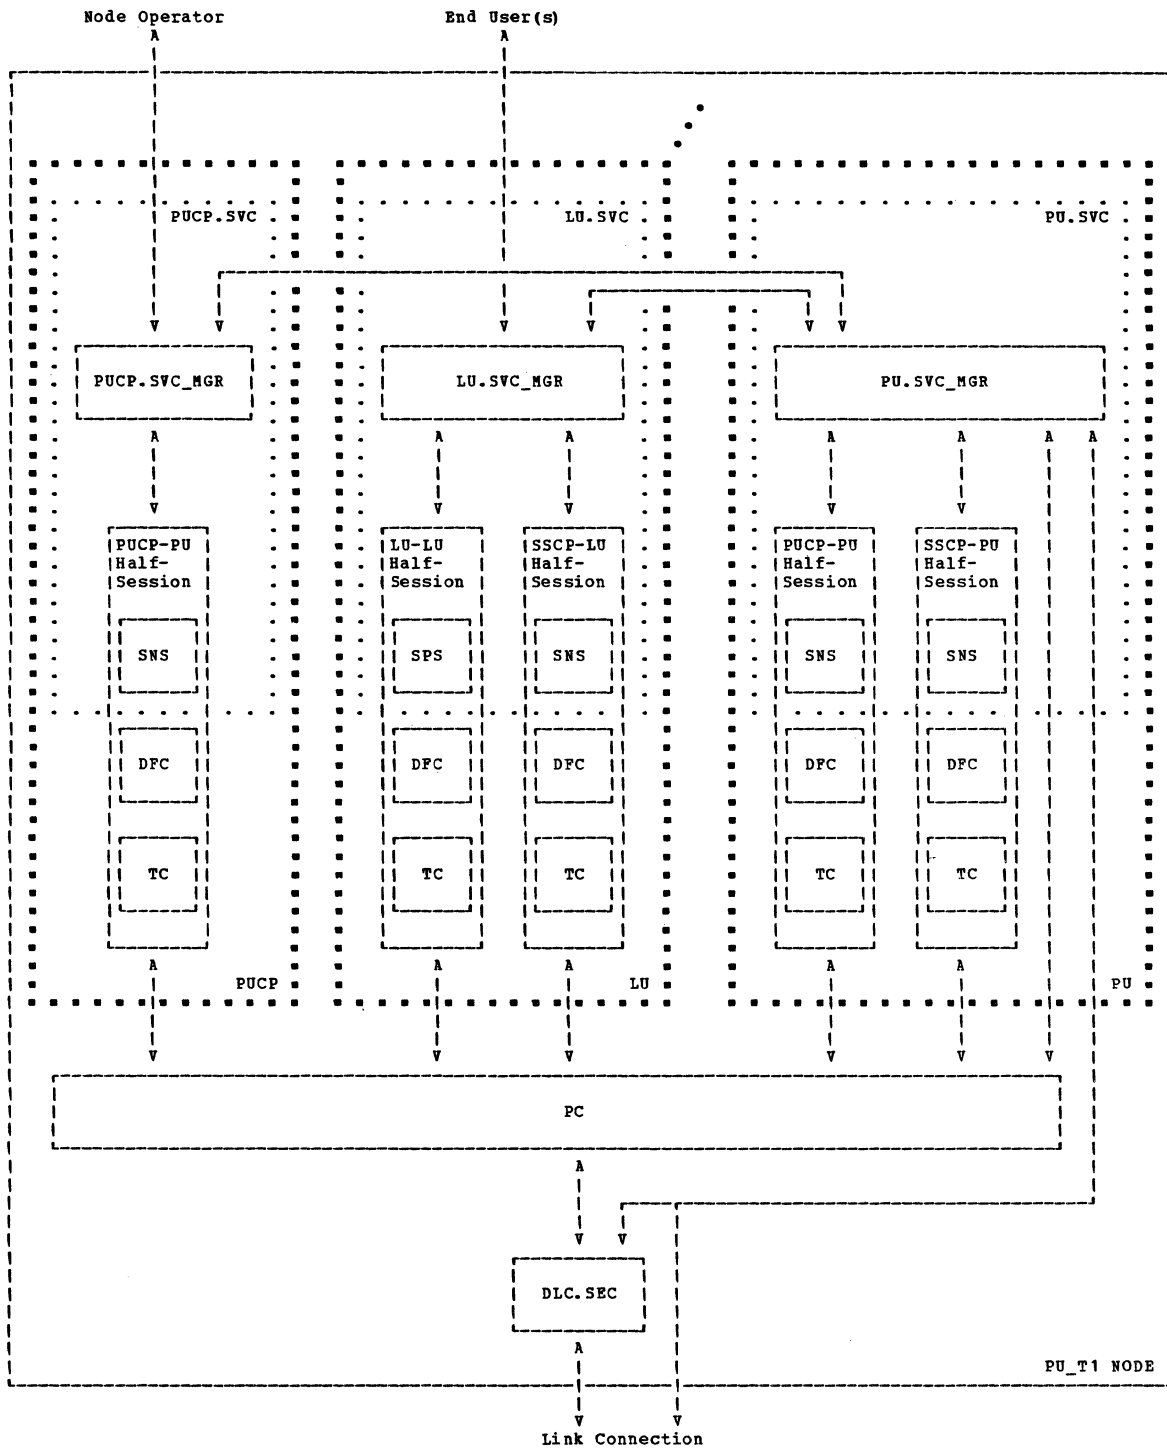 Node Operator
End User(s)
PUCP.SVC
LU.SVC
PU.SVC
PUCP.SVC_MGR
LU.SVC_MGR
PU.SVC_MGR
PUCP-PU
Half-
Session
LU-LU
Half-
Session
SSCP-LU
Half-
Session
PUCP-PU
Half-
Session
SSCP-PU
Half-
Session
SNS
SPS
SNS
SNS
SNS
DFC
DFC
DFC
DFC
DFC
TC
TC
TC
TC
TC
PUCP
LU
PU
PC
DLC.SEC
PU_T1 NODE
Link Connection